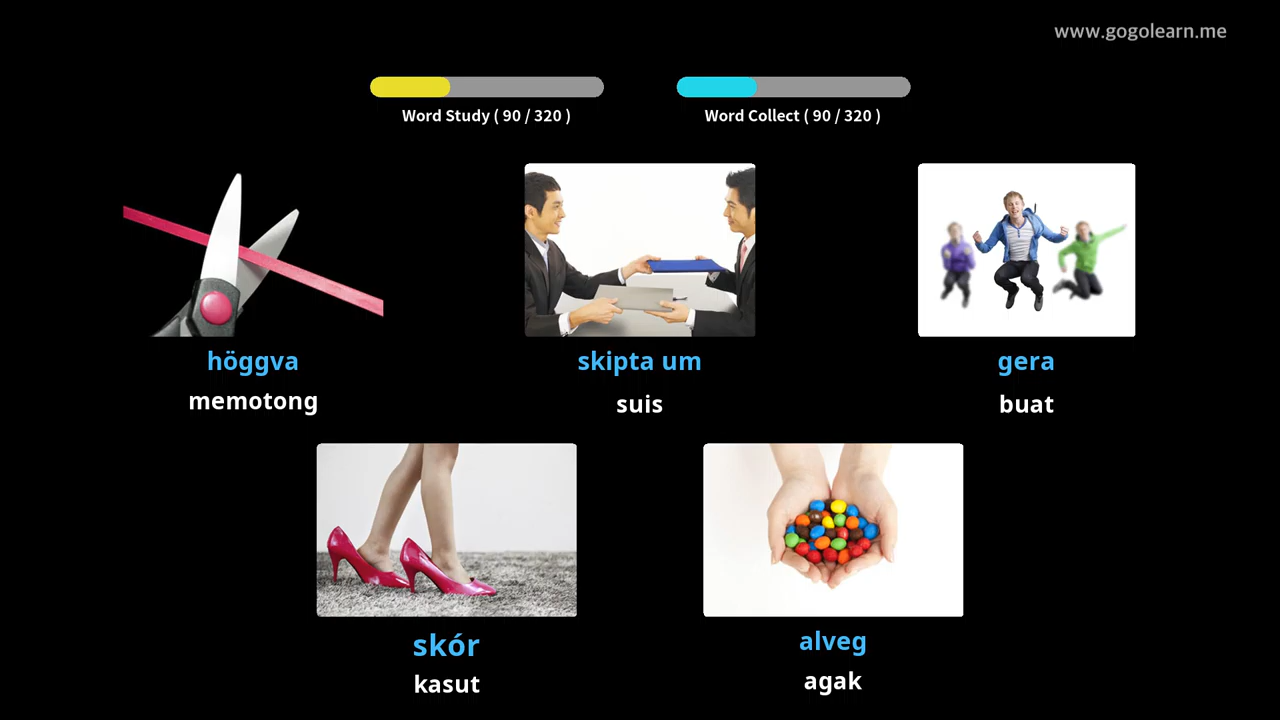 www.gogolearn.me
Word Study ( 90 / 320 )
Word Collect ( 90 / 320 )
höggva
memotong
skipta um
suis
gera
buat
skór
kasut
alveg
agak